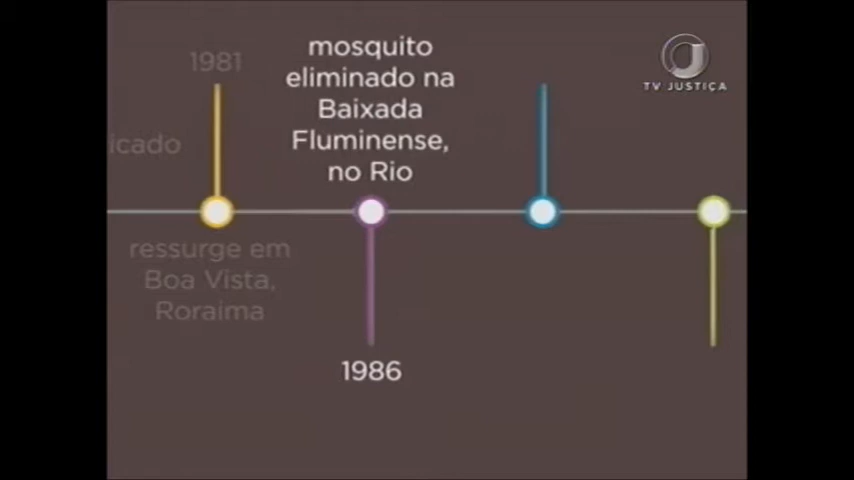 1981
icado
ressurge em
Boa Vista,
Roraima
mosquito
eliminado na
Baixada
Fluminense,
no Rio
1986
TV JUSTIÇA